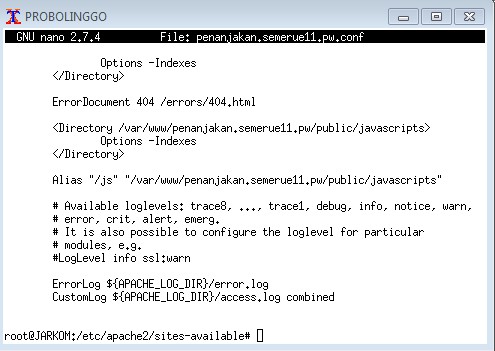 PROBOLINGGO
GNU nano 2.7.4 File: penanjakan.semerue11.pw.conf
Options -Indexes
</Directory>
ErrorDocument 404 /errors/404.html
<Directory /var/www/penanjakan.semerue11.pw/public/javascripts>
Options -Indexes
</Directory>
Alias "/js" "/var/www/penanjakan.semerue11.pw/public/javascripts"
# Available loglevels: trace8, ..., trace1, debug, info, notice, warn,
# error, crit, alert, emerg.
# It is also possible to configure the loglevel for particular
# modules, e.g.
#LogLevel info ssl:warn
ErrorLog ${APACHE_LOG_DIR}/error.log
CustomLog ${APACHE_LOG_DIR}/access.log combined
root@JARKOM:/etc/apache2/sites-available#